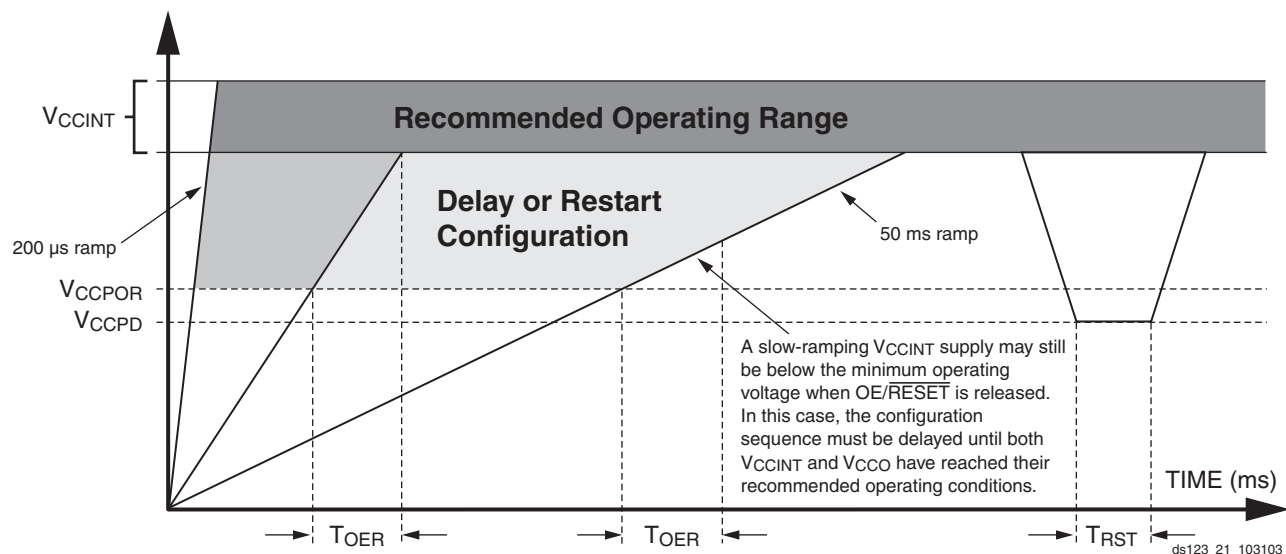 VCCINT
Recommended Operating Range
Delay or Restart
Configuration
200 µs ramp
50 ms ramp
VCCPOR
VCCPD
A slow-ramping VCCINT supply may still
be below the minimum operating
voltage when OE/RESET is released.
In this case, the configuration
sequence must be delayed until both
VCCINT and VCCO have reached their
recommended operating conditions.
TIME (ms)
TOER
TOER
TRST
ds123_21_103103